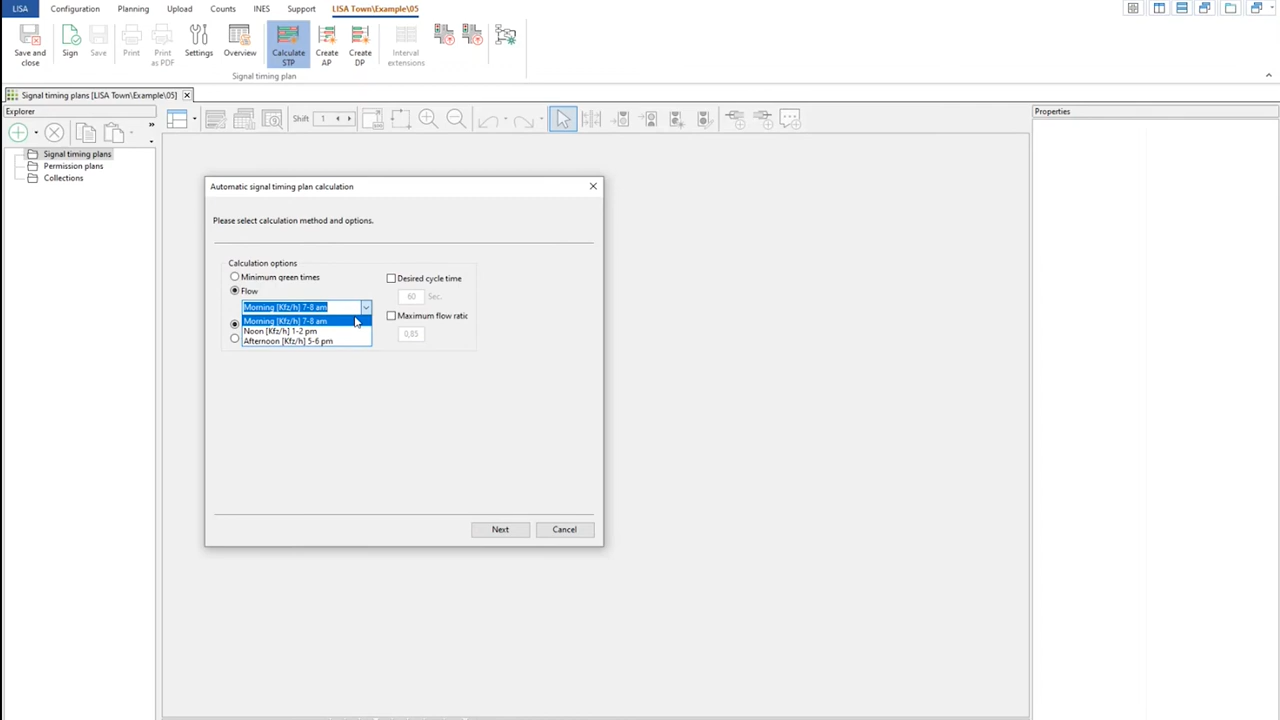 LISA Configuration Planning Upload Counts INES Support LISA Town\Example\05
Save and close Sign Save Print Print as PDF Settings Overview Calculate STP Create AP Create DP Interval extensions
Signal timing plan
Signal timing plans [LISA Town\Example\05]
Explorer
Properties
Shift 1
Signal timing plans
Permission plans
Collections
Automatic signal timing plan calculation
Please select calculation method and options.
Calculation options
Minimum green times
Desired cycle time
Flow
60 Sec.
Morning [Kfz/h] 7-8 am
Maximum flow ratio
Morning [Kfz/h] 7-8 am
Noon [Kfz/h] 1-2 pm
0,85
Afternoon [Kfz/h] 5-6 pm
Next Cancel